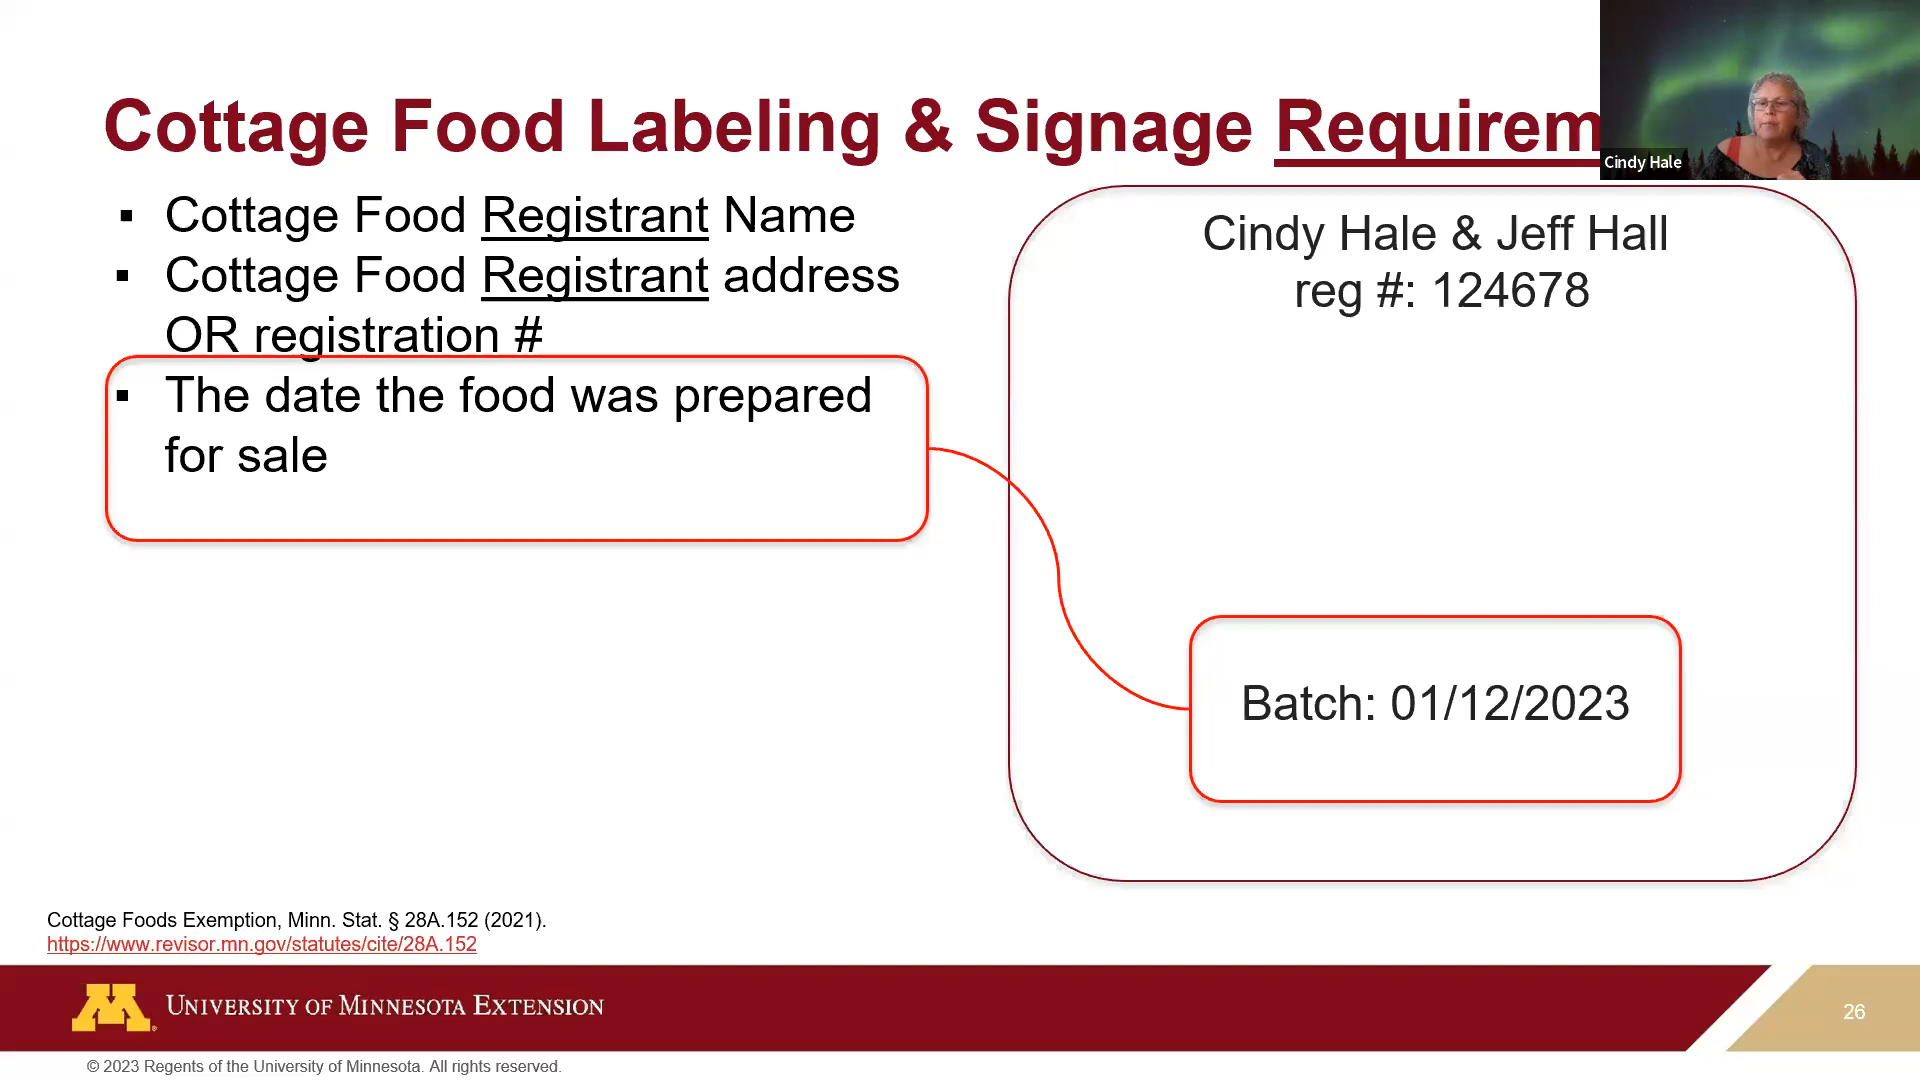 Cottage Food Labeling & Signage Requirem
Cindy Hale
▪ Cottage Food Registrant Name
▪ Cottage Food Registrant address
OR registration #
▪ The date the food was prepared
for sale
Cindy Hale & Jeff Hall
reg #: 124678
Batch: 01/12/2023
Cottage Foods Exemption, Minn. Stat. § 28A.152 (2021).
https://www.revisor.mn.gov/statutes/cite/28A.152
M
UNIVERSITY OF MINNESOTA EXTENSION
26
© 2023 Regents of the University of Minnesota. All rights reserved.